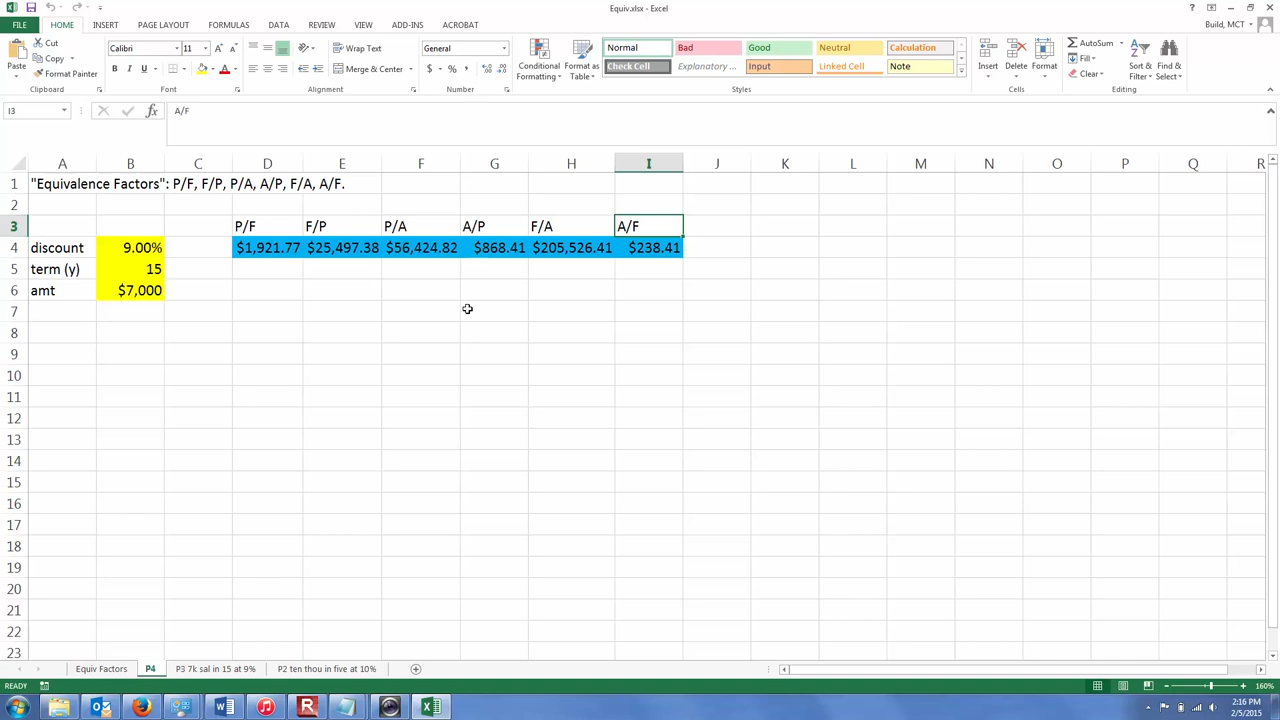 Equiv.xlsx - Excel
FILE HOME INSERT PAGE LAYOUT FORMULAS DATA REVIEW VIEW ADD-INS ACROBAT Build, MCT
Paste
Cut
Copy
Format Painter
Clipboard
Calibri 11
B I U
Font
Wrap Text
Merge & Center
Alignment
General
$ % ,
Number
Conditional Formatting
Format as Table
Normal Bad Good Neutral Calculation
Check Cell Explanatory ... Input Linked Cell Note
Styles
Insert Delete Format
Cells
AutoSum
Fill
Clear
Sort & Filter
Find & Select
Editing
I3 fx A/F
A B C D E F G H I J K L M N O P Q R
1 "Equivalence Factors": P/F, F/P, P/A, A/P, F/A, A/F.
2
3 P/F F/P P/A A/P F/A A/F
4 discount 9.00% $1,921.77 $25,497.38 $56,424.82 $868.41 $205,526.41 $238.41
5 term (y) 15
6 amt $7,000
7
8
9
10
11
12
13
14
15
16
17
18
19
20
21
22
23
Equiv Factors P4 P3 7k sal in 15 at 9% P2 ten thou in five at 10%
READY 160%
2:16 PM
2/5/2015